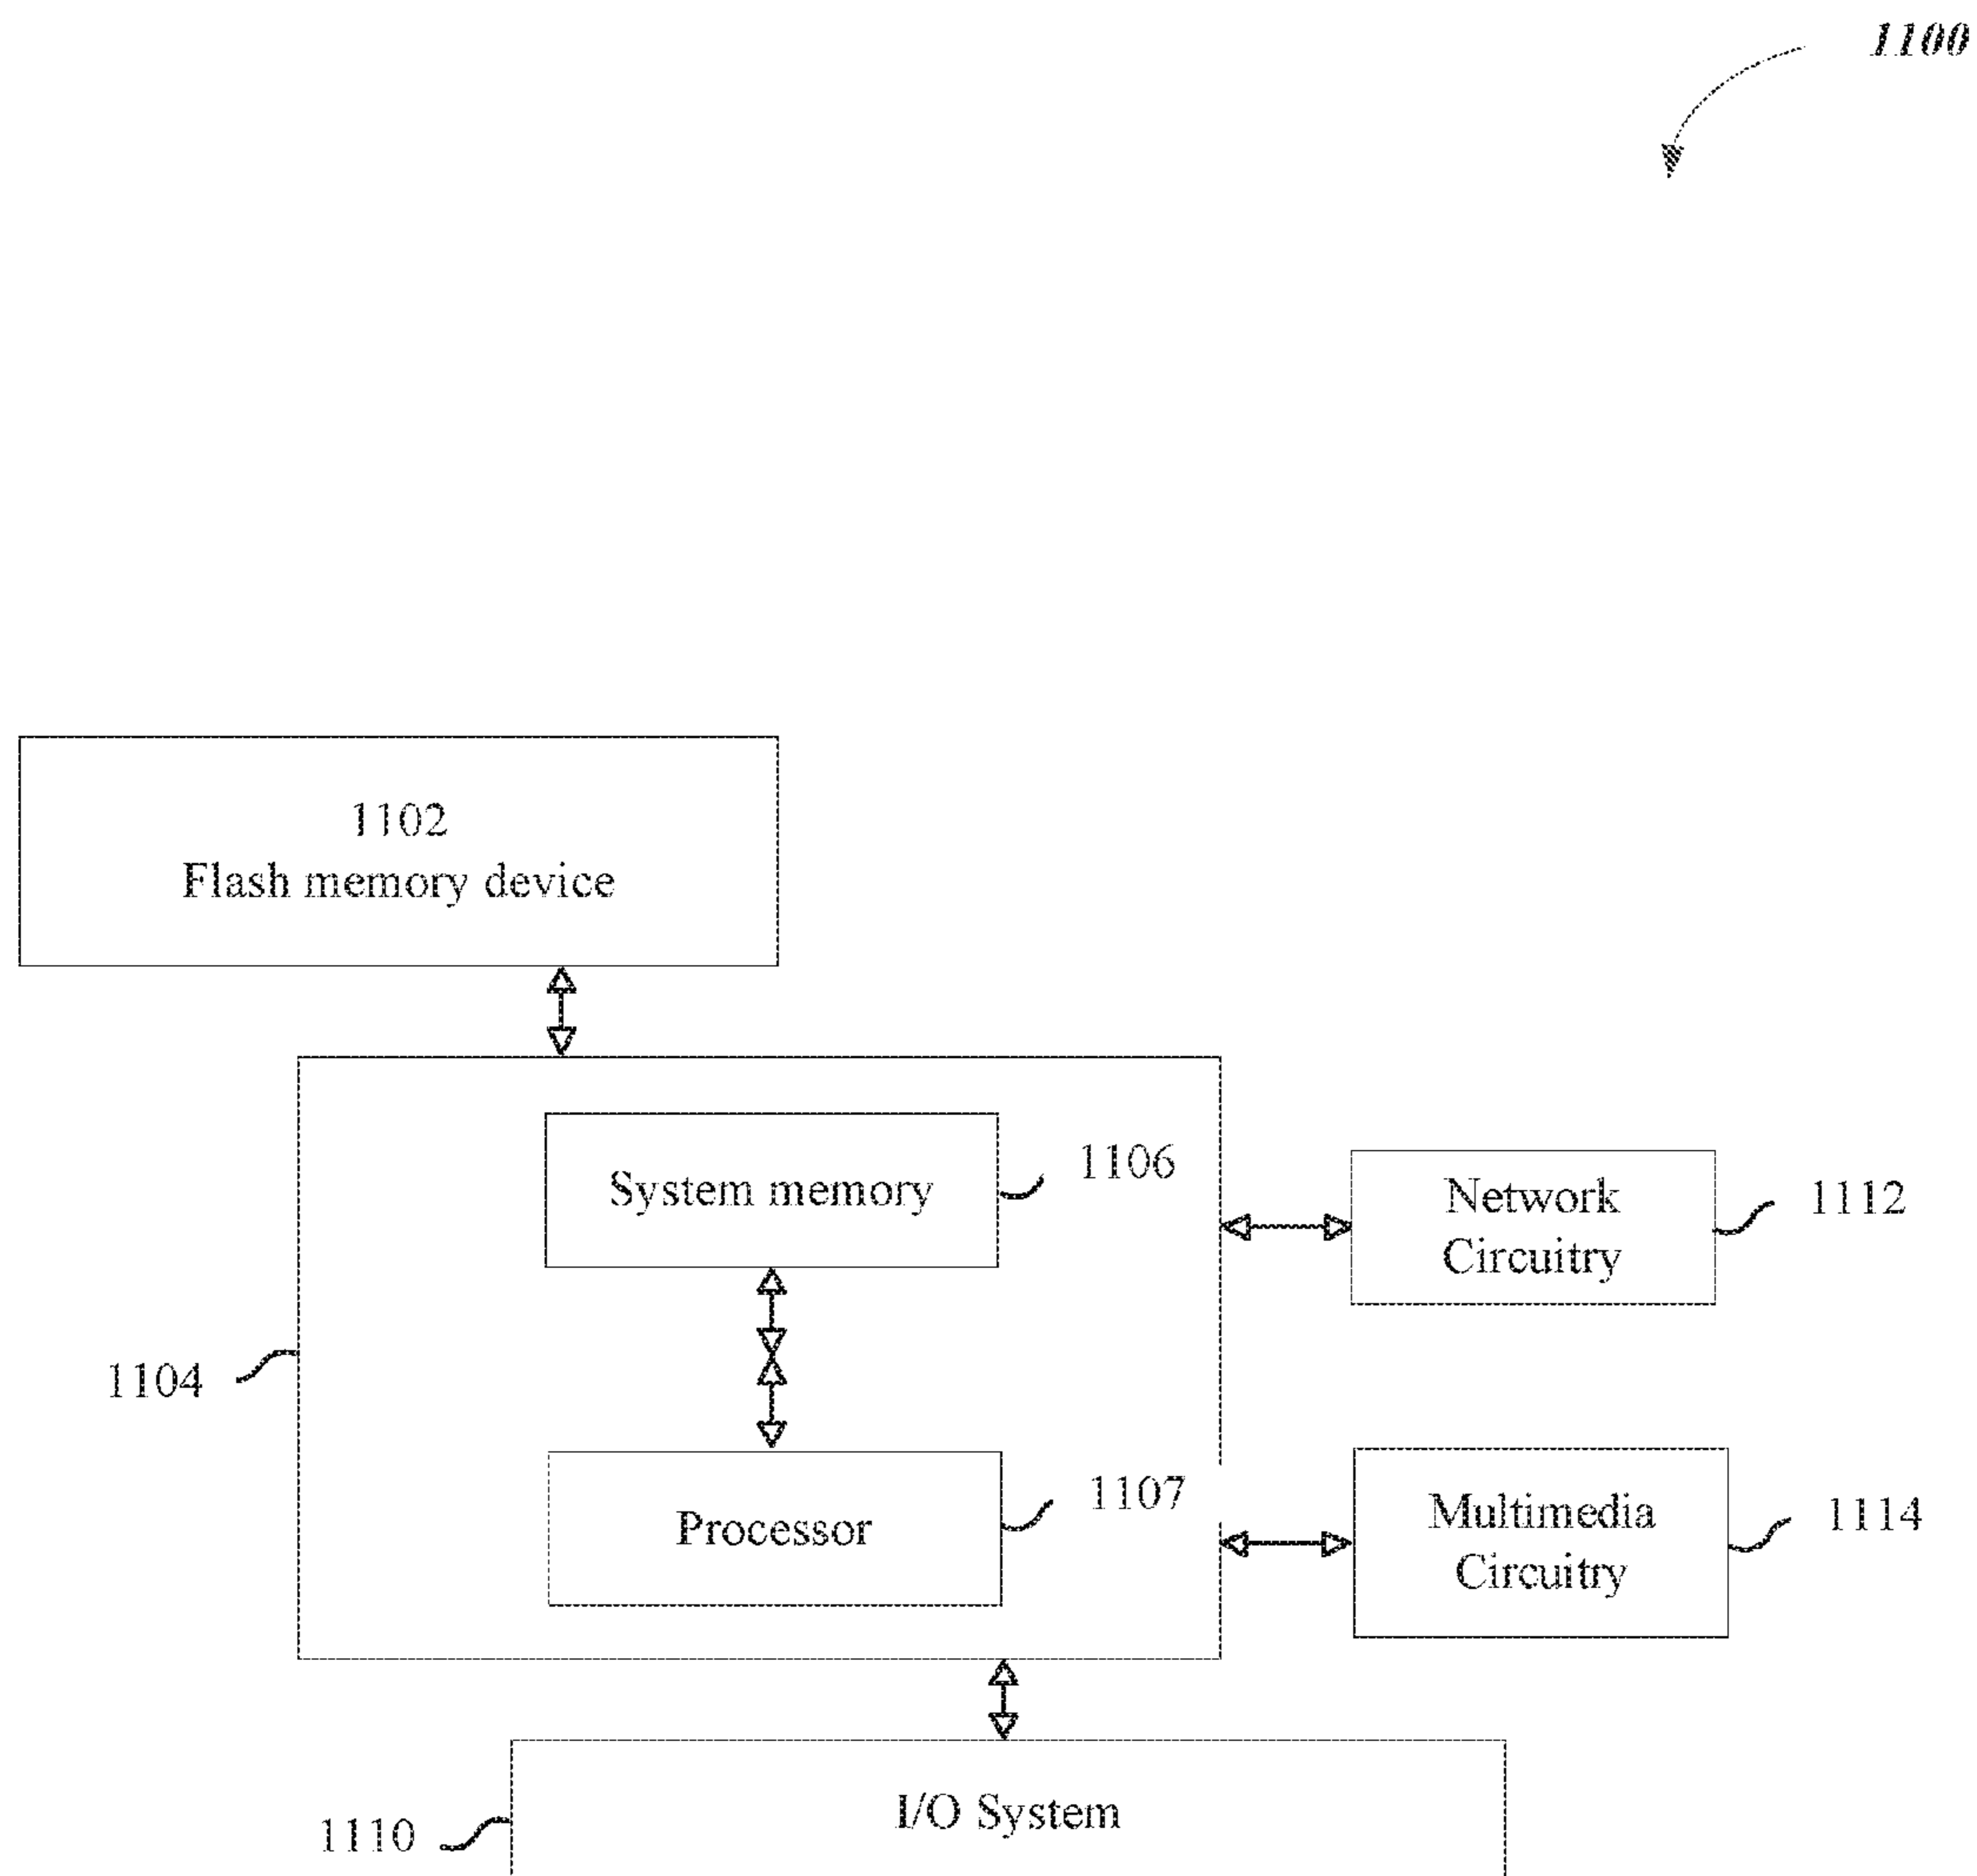 1100
1102
Flash memory device
System memory
1106
Network
Circuitry
1112
1104
Processor
1107
Multimedia
Circuitry
1114
I/O System
1110